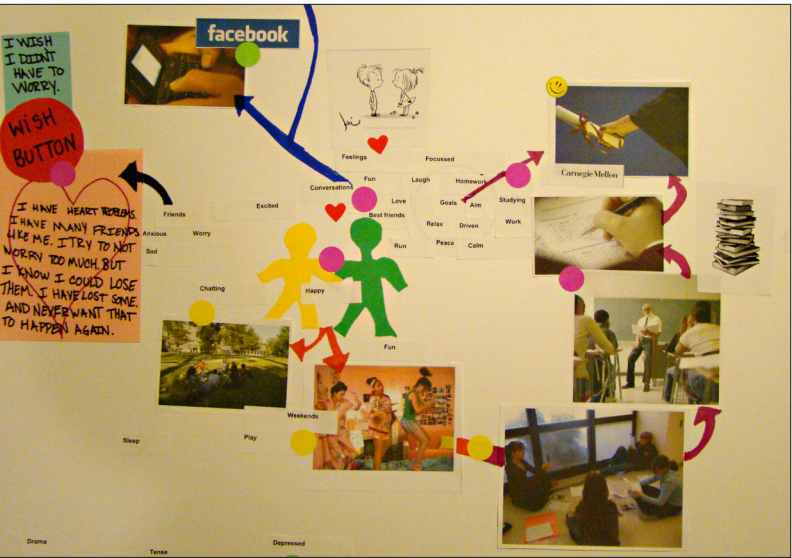 facebook
I WISH
I DIDN'T
HAVE TO
WORRY.
WISH
BUTTON
I HAVE HEART PROBLEMS.
I HAVE MANY FRIENDS
LIKE ME. I TRY TO NOT
WORRY TOO MUCH, BUT
I KNOW I COULD LOSE
THEM. I HAVE LOST SOME,
AND NEVER WANT THAT
TO HAPPEN AGAIN.
Feelings
Focussed
Fun
Laugh
Homework
Conversations
Love
Goals
Aim
Studying
Friends
Excited
Best friends
Relax
Driven
Work
Anxious
Worry
Sad
Run
Peace
Calm
Carnegie Mellon
Chatting
Happy
Fun
Weekends
Sleep
Play
Drama
Tense
Depressed